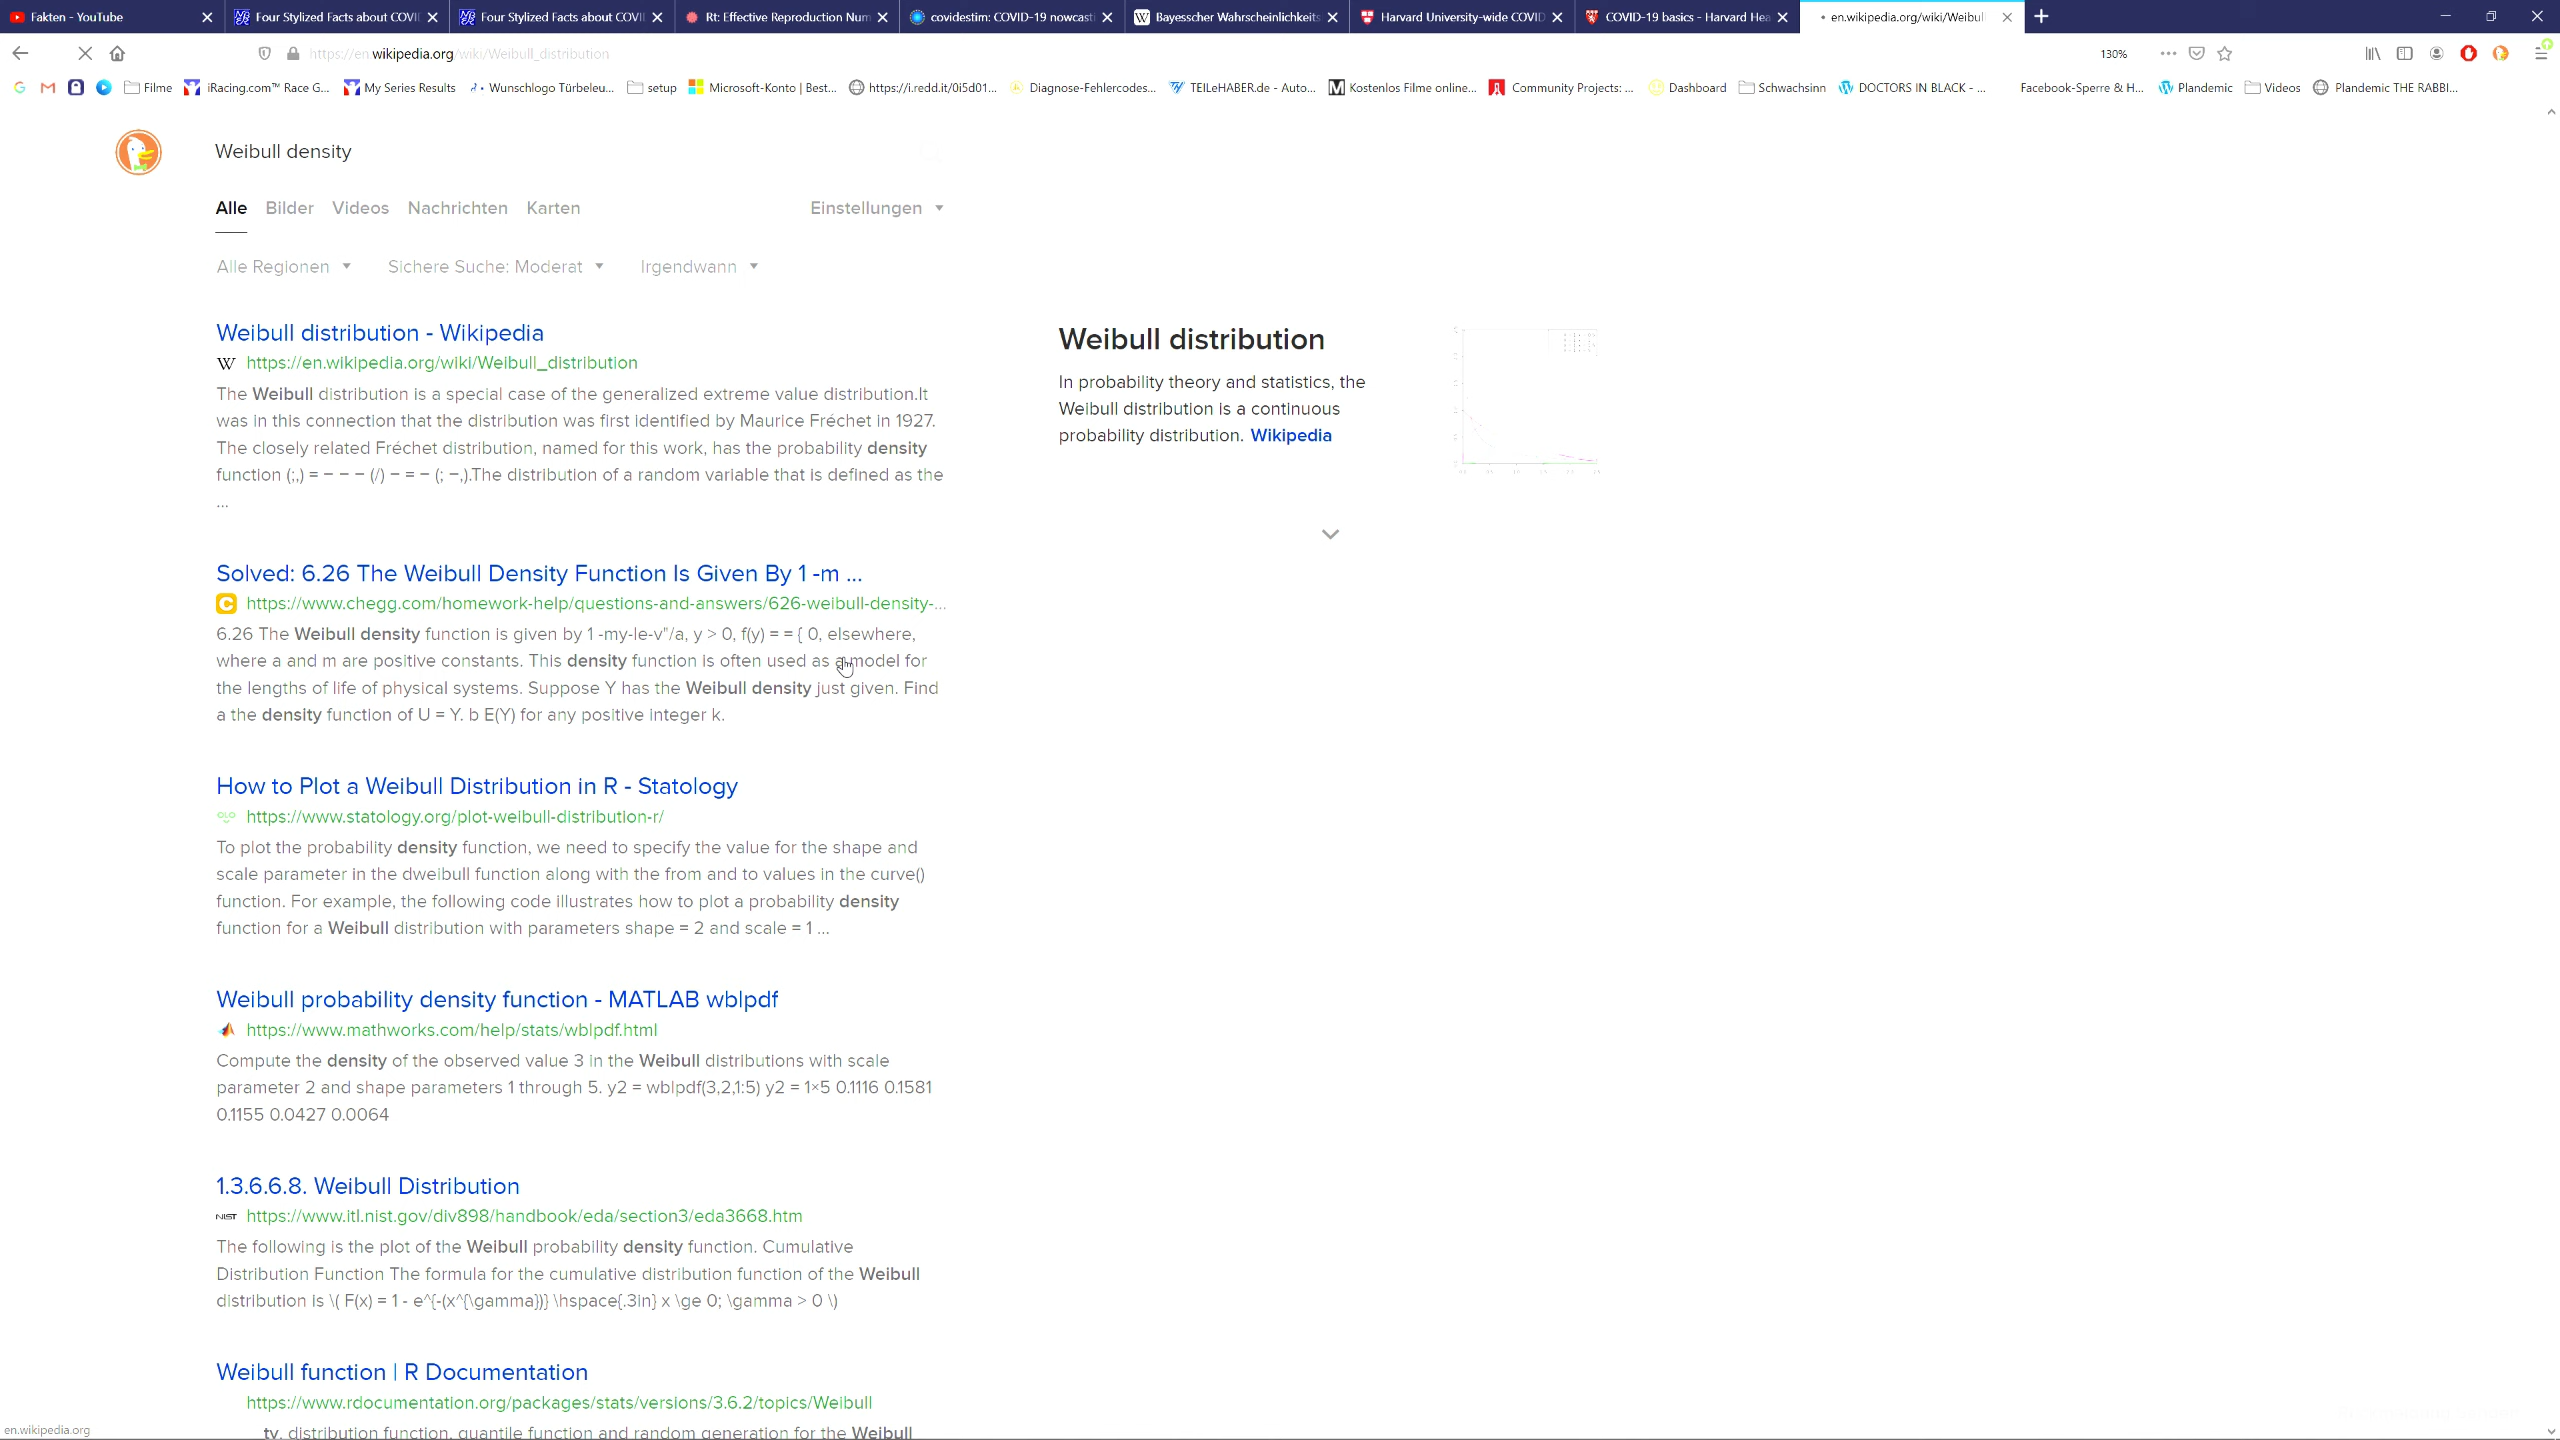 Fakten - YouTube
Four Stylized Facts about COVI
Four Stylized Facts about COVI
Rt: Effective Reproduction Num
covidestim: COVID-19 nowcasti
Bayesscher Wahrscheinlichkeits
Harvard University-wide COVID
COVID-19 basics - Harvard Hea
en.wikipedia.org/wiki/Weibul
https://en.wikipedia.org/wiki/Weibull_distribution
130%
Filme
iRacing.com™ Race G...
My Series Results
Wunschlogo Türbeleu...
setup
Microsoft-Konto | Best...
https://i.redd.it/0i5d01...
Diagnose-Fehlercodes...
TEILeHABER.de - Auto...
Kostenlos Filme online...
Community Projects: ...
Dashboard
Schwachsinn
DOCTORS IN BLACK - ...
Facebook-Sperre & H...
Plandemic
Videos
Plandemic THE RABBI...
Weibull density
Alle Bilder Videos Nachrichten Karten Einstellungen
Alle Regionen Sichere Suche: Moderat Irgendwann
Weibull distribution - Wikipedia
W https://en.wikipedia.org/wiki/Weibull_distribution
The Weibull distribution is a special case of the generalized extreme value distribution.It
was in this connection that the distribution was first identified by Maurice Fréchet in 1927.
The closely related Fréchet distribution, named for this work, has the probability density
function (;,) = − − − (/) − = − (; −,).The distribution of a random variable that is defined as the
...
Solved: 6.26 The Weibull Density Function Is Given By 1 -m ...
https://www.chegg.com/homework-help/questions-and-answers/626-weibull-density-...
6.26 The Weibull density function is given by 1 -my-le-v"/a, y > 0, f(y) = = { 0, elsewhere,
where a and m are positive constants. This density function is often used as a model for
the lengths of life of physical systems. Suppose Y has the Weibull density just given. Find
a the density function of U = Y. b E(Y) for any positive integer k.
How to Plot a Weibull Distribution in R - Statology
https://www.statology.org/plot-weibull-distribution-r/
To plot the probability density function, we need to specify the value for the shape and
scale parameter in the dweibull function along with the from and to values in the curve()
function. For example, the following code illustrates how to plot a probability density
function for a Weibull distribution with parameters shape = 2 and scale = 1 ...
Weibull probability density function - MATLAB wblpdf
https://www.mathworks.com/help/stats/wblpdf.html
Compute the density of the observed value 3 in the Weibull distributions with scale
parameter 2 and shape parameters 1 through 5. y2 = wblpdf(3,2,1:5) y2 = 1×5 0.1116 0.1581
0.1155 0.0427 0.0064
1.3.6.6.8. Weibull Distribution
NIST https://www.itl.nist.gov/div898/handbook/eda/section3/eda3668.htm
The following is the plot of the Weibull probability density function. Cumulative
Distribution Function The formula for the cumulative distribution function of the Weibull
distribution is \( F(x) = 1 - e^{-(x^{\gamma})} \hspace{.3in} x \ge 0; \gamma > 0 \)
Weibull function | R Documentation
https://www.rdocumentation.org/packages/stats/versions/3.6.2/topics/Weibull
ty, distribution function, quantile function and random generation for the Weibull
Weibull distribution
In probability theory and statistics, the
Weibull distribution is a continuous
probability distribution. Wikipedia
en.wikipedia.org